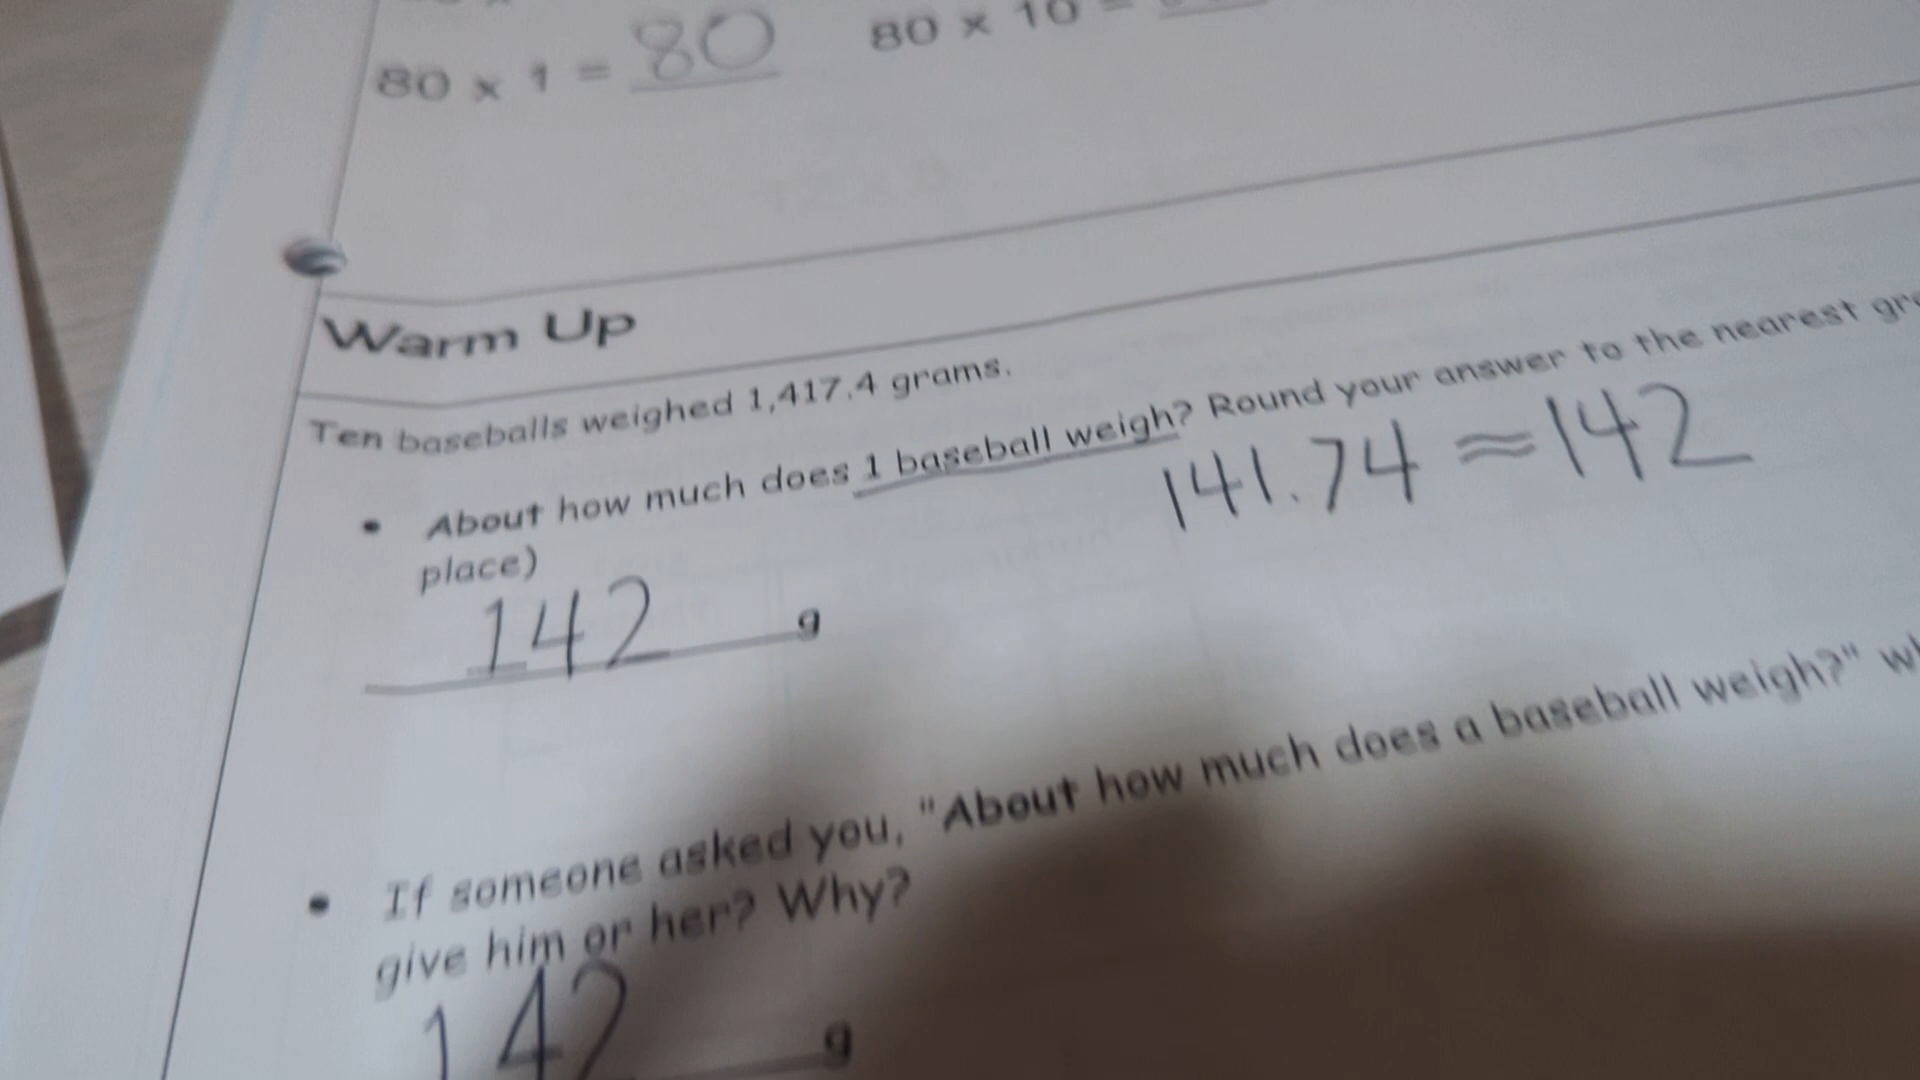 80 x 1 = 80
80 x 10 =
Warm Up
Ten baseballs weighed 1,417.4 grams.
• About how much does 1 baseball weigh? Round your answer to the nearest
141.74 ≈ 142
place)
142 g
• If someone asked you, "About how much does a baseball weigh?"
give him or her? Why?
142 g